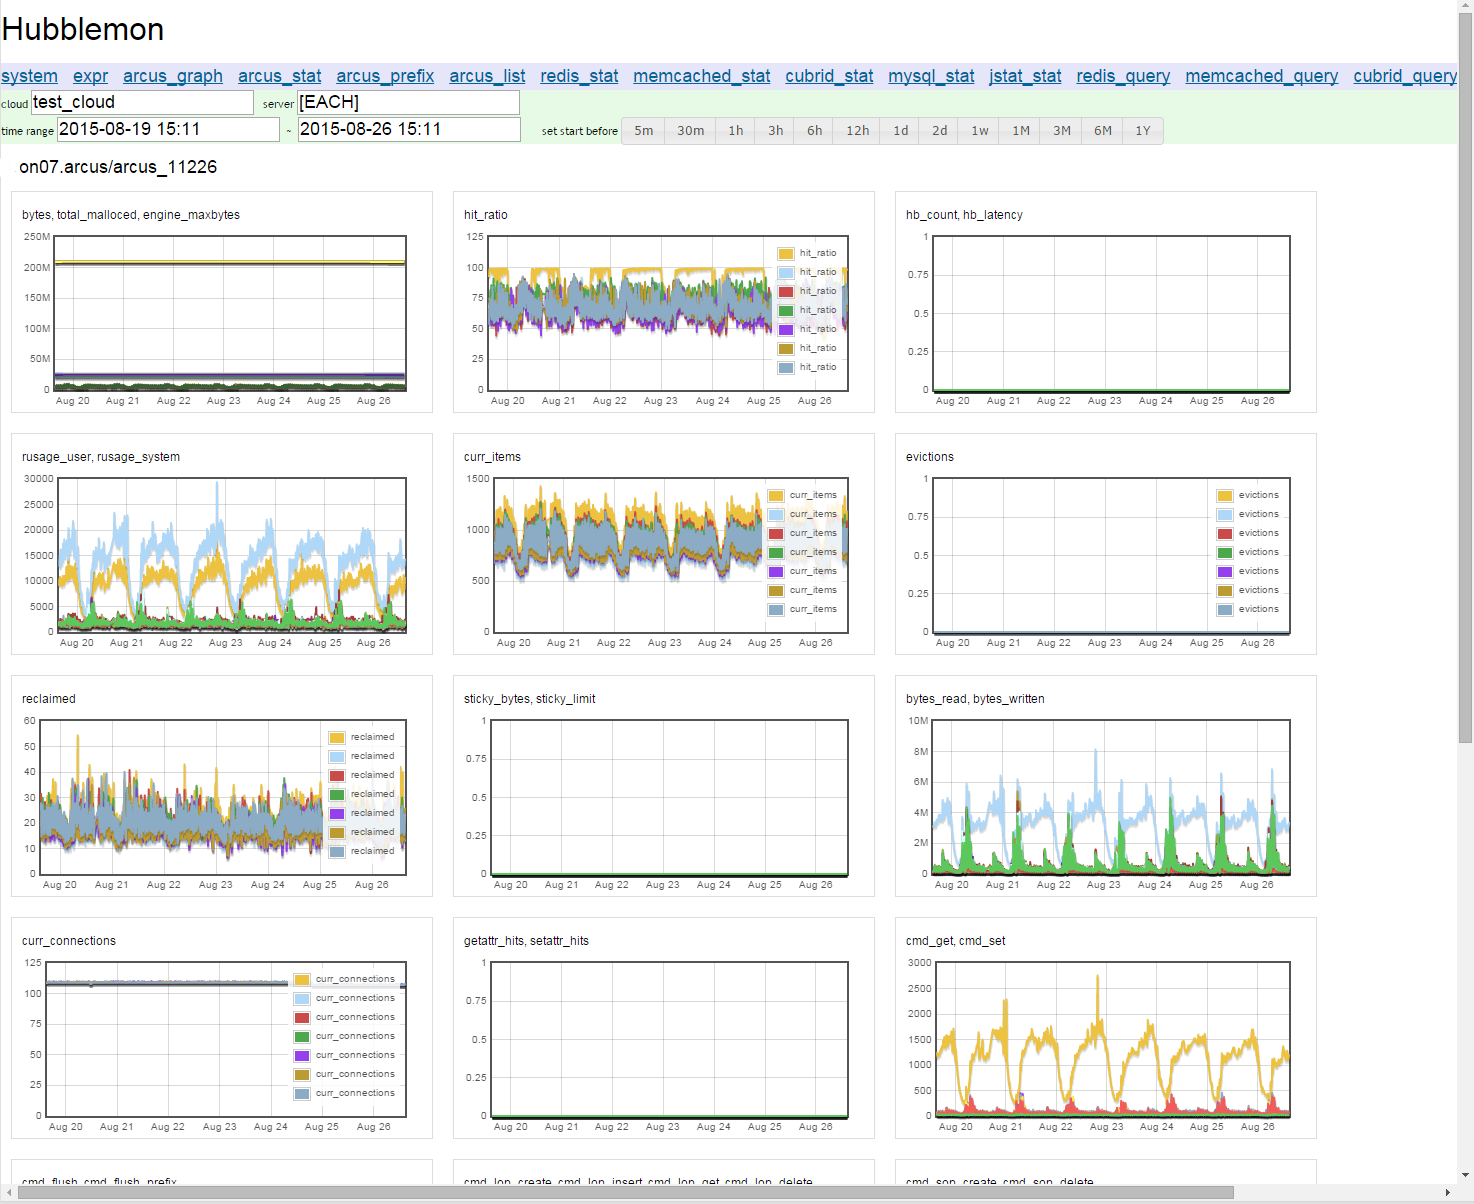 Hubblemon
system expr arcus_graph arcus_stat arcus_prefix arcus_list redis_stat memcached_stat cubrid_stat mysql_stat jstat_stat redis_query memcached_query cubrid_query
cloud test_cloud server [EACH]
time range 2015-08-19 15:11 ~ 2015-08-26 15:11 set start before 5m 30m 1h 3h 6h 12h 1d 2d 1w 1M 3M 6M 1Y
on07.arcus/arcus_11226
bytes, total_malloced, engine_maxbytes
250M
200M
150M
100M
50M
0
Aug 20 Aug 21 Aug 22 Aug 23 Aug 24 Aug 25 Aug 26
hit_ratio
125
100
75
50
25
0
hit_ratio
hit_ratio
hit_ratio
hit_ratio
hit_ratio
hit_ratio
hit_ratio
Aug 20 Aug 21 Aug 22 Aug 23 Aug 24 Aug 25 Aug 26
hb_count, hb_latency
1
0.75
0.5
0.25
0
Aug 20 Aug 21 Aug 22 Aug 23 Aug 24 Aug 25 Aug 26
rusage_user, rusage_system
30000
25000
20000
15000
10000
5000
0
Aug 20 Aug 21 Aug 22 Aug 23 Aug 24 Aug 25 Aug 26
curr_items
1500
1000
500
0
curr_items
curr_items
curr_items
curr_items
curr_items
curr_items
curr_items
Aug 20 Aug 21 Aug 22 Aug 23 Aug 24 Aug 25 Aug 26
evictions
1
0.75
0.5
0.25
0
evictions
evictions
evictions
evictions
evictions
evictions
evictions
Aug 20 Aug 21 Aug 22 Aug 23 Aug 24 Aug 25 Aug 26
reclaimed
60
50
40
30
20
10
0
reclaimed
reclaimed
reclaimed
reclaimed
reclaimed
reclaimed
reclaimed
Aug 20 Aug 21 Aug 22 Aug 23 Aug 24 Aug 25 Aug 26
sticky_bytes, sticky_limit
1
0.75
0.5
0.25
0
Aug 20 Aug 21 Aug 22 Aug 23 Aug 24 Aug 25 Aug 26
bytes_read, bytes_written
10M
8M
6M
4M
2M
0
Aug 20 Aug 21 Aug 22 Aug 23 Aug 24 Aug 25 Aug 26
curr_connections
125
100
75
50
25
0
curr_connections
curr_connections
curr_connections
curr_connections
curr_connections
curr_connections
curr_connections
Aug 20 Aug 21 Aug 22 Aug 23 Aug 24 Aug 25 Aug 26
getattr_hits, setattr_hits
1
0.75
0.5
0.25
0
Aug 20 Aug 21 Aug 22 Aug 23 Aug 24 Aug 25 Aug 26
cmd_get, cmd_set
3000
2500
2000
1500
1000
500
0
Aug 20 Aug 21 Aug 22 Aug 23 Aug 24 Aug 25 Aug 26
cmd_flush, cmd_flush_prefix
cmd_lop_create, cmd_lop_insert, cmd_lop_get, cmd_lop_delete
cmd_sop_create, cmd_sop_delete